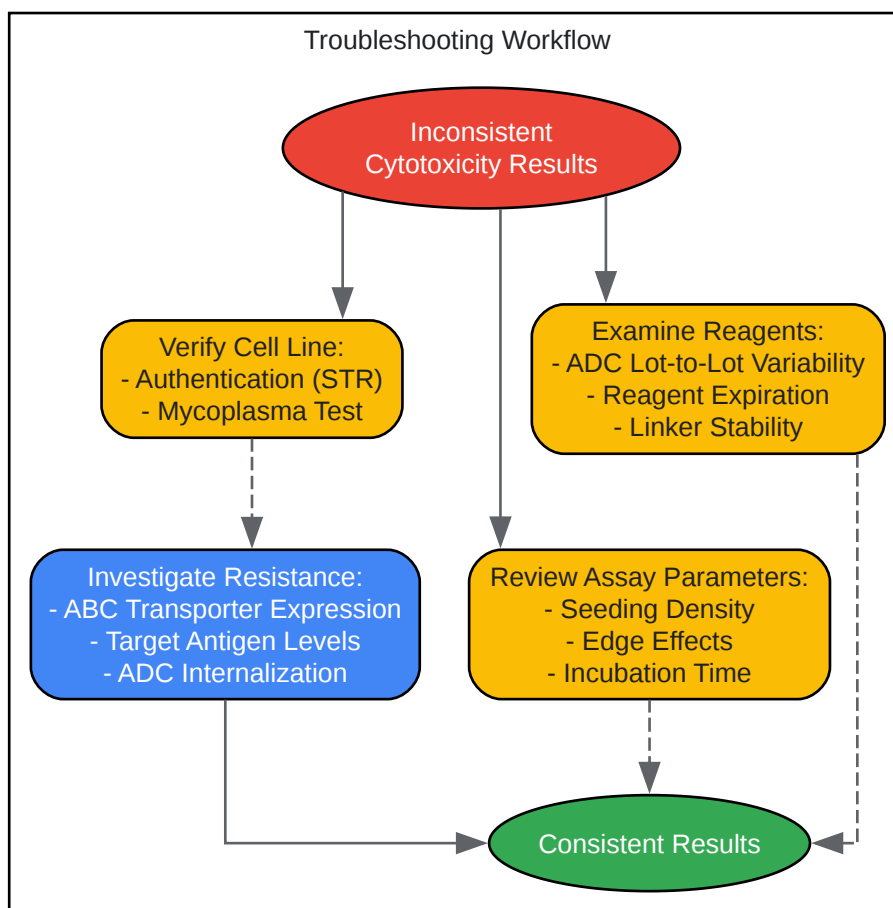 Troubleshooting Workflow
Inconsistent
Cytotoxicity Results
Verify Cell Line:
- Authentication (STR)
- Mycoplasma Test
Examine Reagents:
- ADC Lot-to-Lot Variability
- Reagent Expiration
- Linker Stability
Investigate Resistance:
- ABC Transporter Expression
- Target Antigen Levels
- ADC Internalization
Review Assay Parameters:
- Seeding Density
- Edge Effects
- Incubation Time
Consistent Results